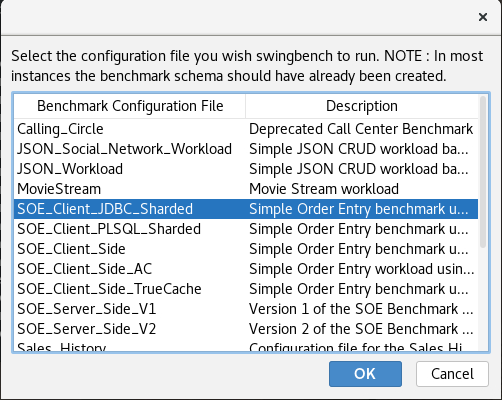 Select the configuration file you wish swingbench to run. NOTE : In most
instances the benchmark schema should have already been created.
Benchmark Configuration File Description
Calling_Circle Deprecated Call Center Benchmark
JSON_Social_Network_Workload Simple JSON CRUD workload ba...
JSON_Workload Simple JSON CRUD workload ba...
MovieStream Movie Stream workload
SOE_Client_JDBC_Sharded Simple Order Entry benchmark u...
SOE_Client_PLSQL_Sharded Simple Order Entry benchmark u...
SOE_Client_Side Simple Order Entry benchmark u...
SOE_Client_Side_AC Simple Order Entry workload usin...
SOE_Client_Side_TrueCache Simple Order Entry benchmark u...
SOE_Server_Side_V1 Version 1 of the SOE Benchmark ...
SOE_Server_Side_V2 Version 2 of the SOE Benchmark ...
Sales_History Configuration file for the Sales Hi...
OK Cancel